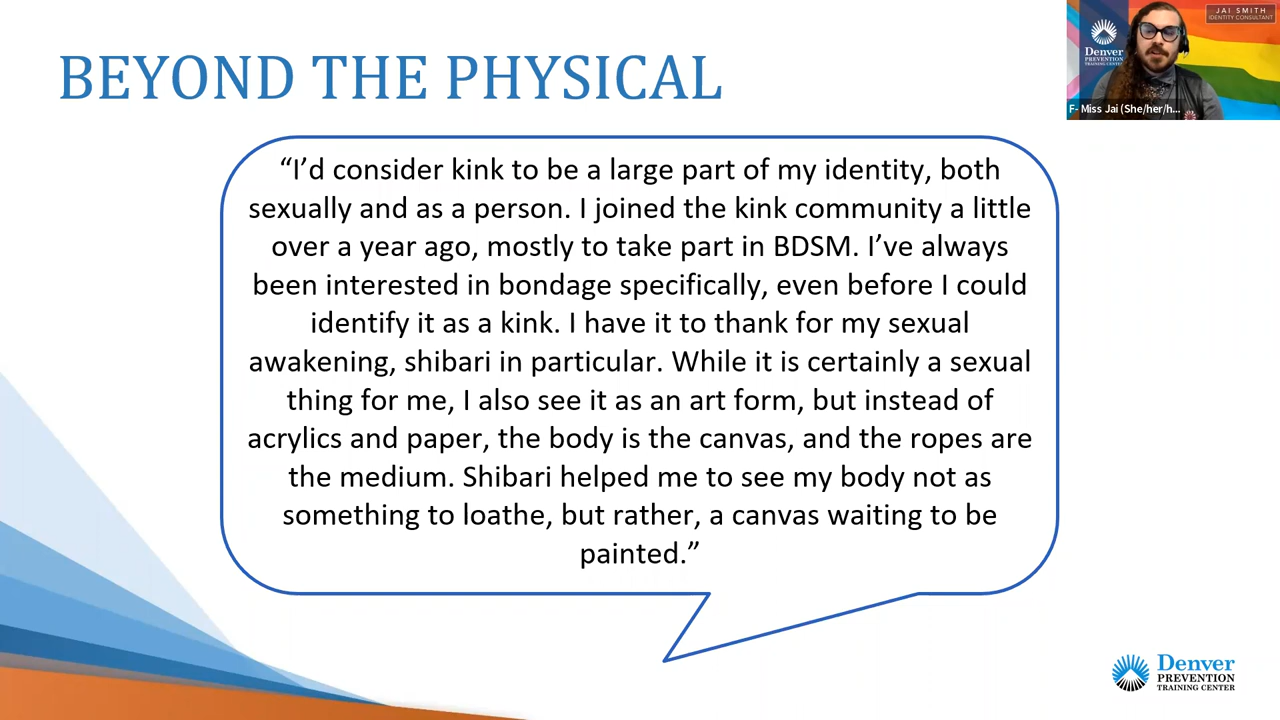 BEYOND THE PHYSICAL
JAI SMITH
IDENTITY CONSULTANT
Denver
PREVENTION
TRAINING CENTER
F- Miss Jai (She/her/h...
“I’d consider kink to be a large part of my identity, both
sexually and as a person. I joined the kink community a little
over a year ago, mostly to take part in BDSM. I’ve always
been interested in bondage specifically, even before I could
identify it as a kink. I have it to thank for my sexual
awakening, shibari in particular. While it is certainly a sexual
thing for me, I also see it as an art form, but instead of
acrylics and paper, the body is the canvas, and the ropes are
the medium. Shibari helped me to see my body not as
something to loathe, but rather, a canvas waiting to be
painted.”
Denver
PREVENTION
TRAINING CENTER